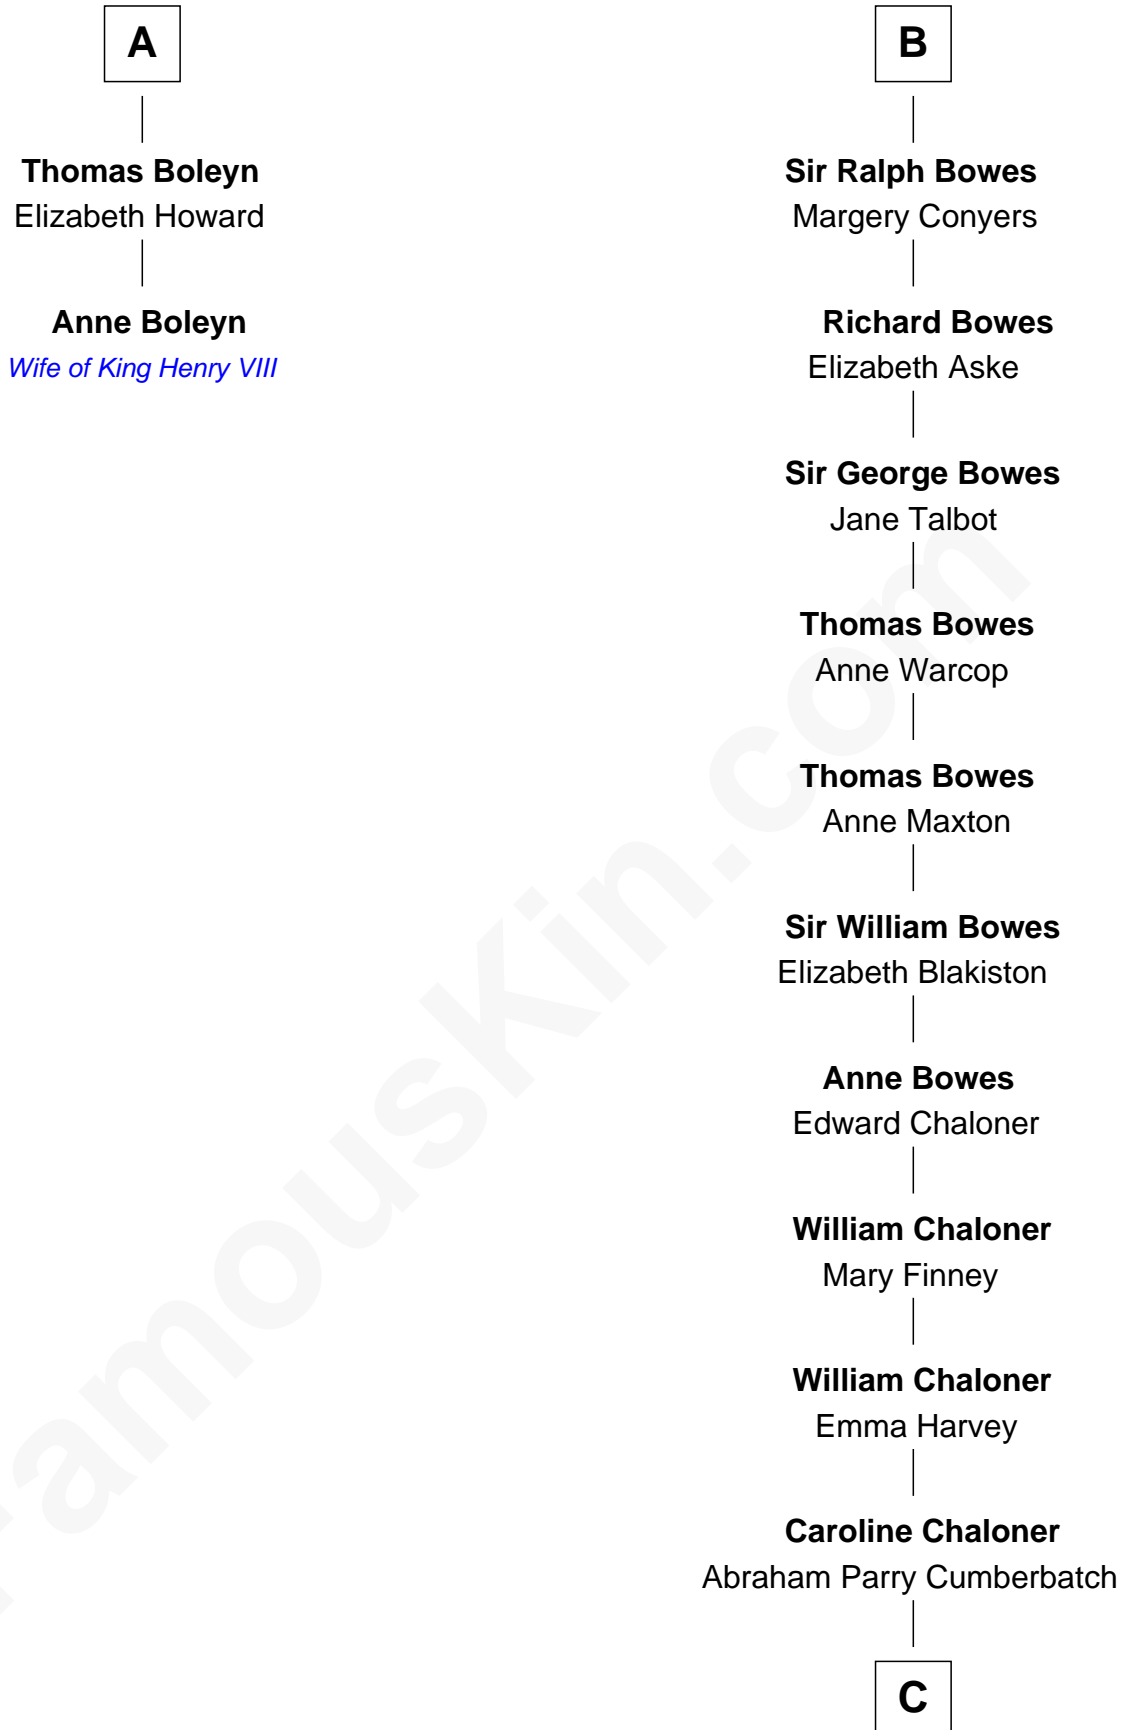 A
Thomas Boleyn
Elizabeth Howard
Anne Boleyn
Wife of King Henry VIII
B
Sir Ralph Bowes
Margery Conyers
Richard Bowes
Elizabeth Aske
Sir George Bowes
Jane Talbot
Thomas Bowes
Anne Warcop
Thomas Bowes
Anne Maxton
Sir William Bowes
Elizabeth Blakiston
Anne Bowes
Edward Chaloner
William Chaloner
Mary Finney
William Chaloner
Emma Harvey
Caroline Chaloner
Abraham Parry Cumberbatch
C
FamousKin.com